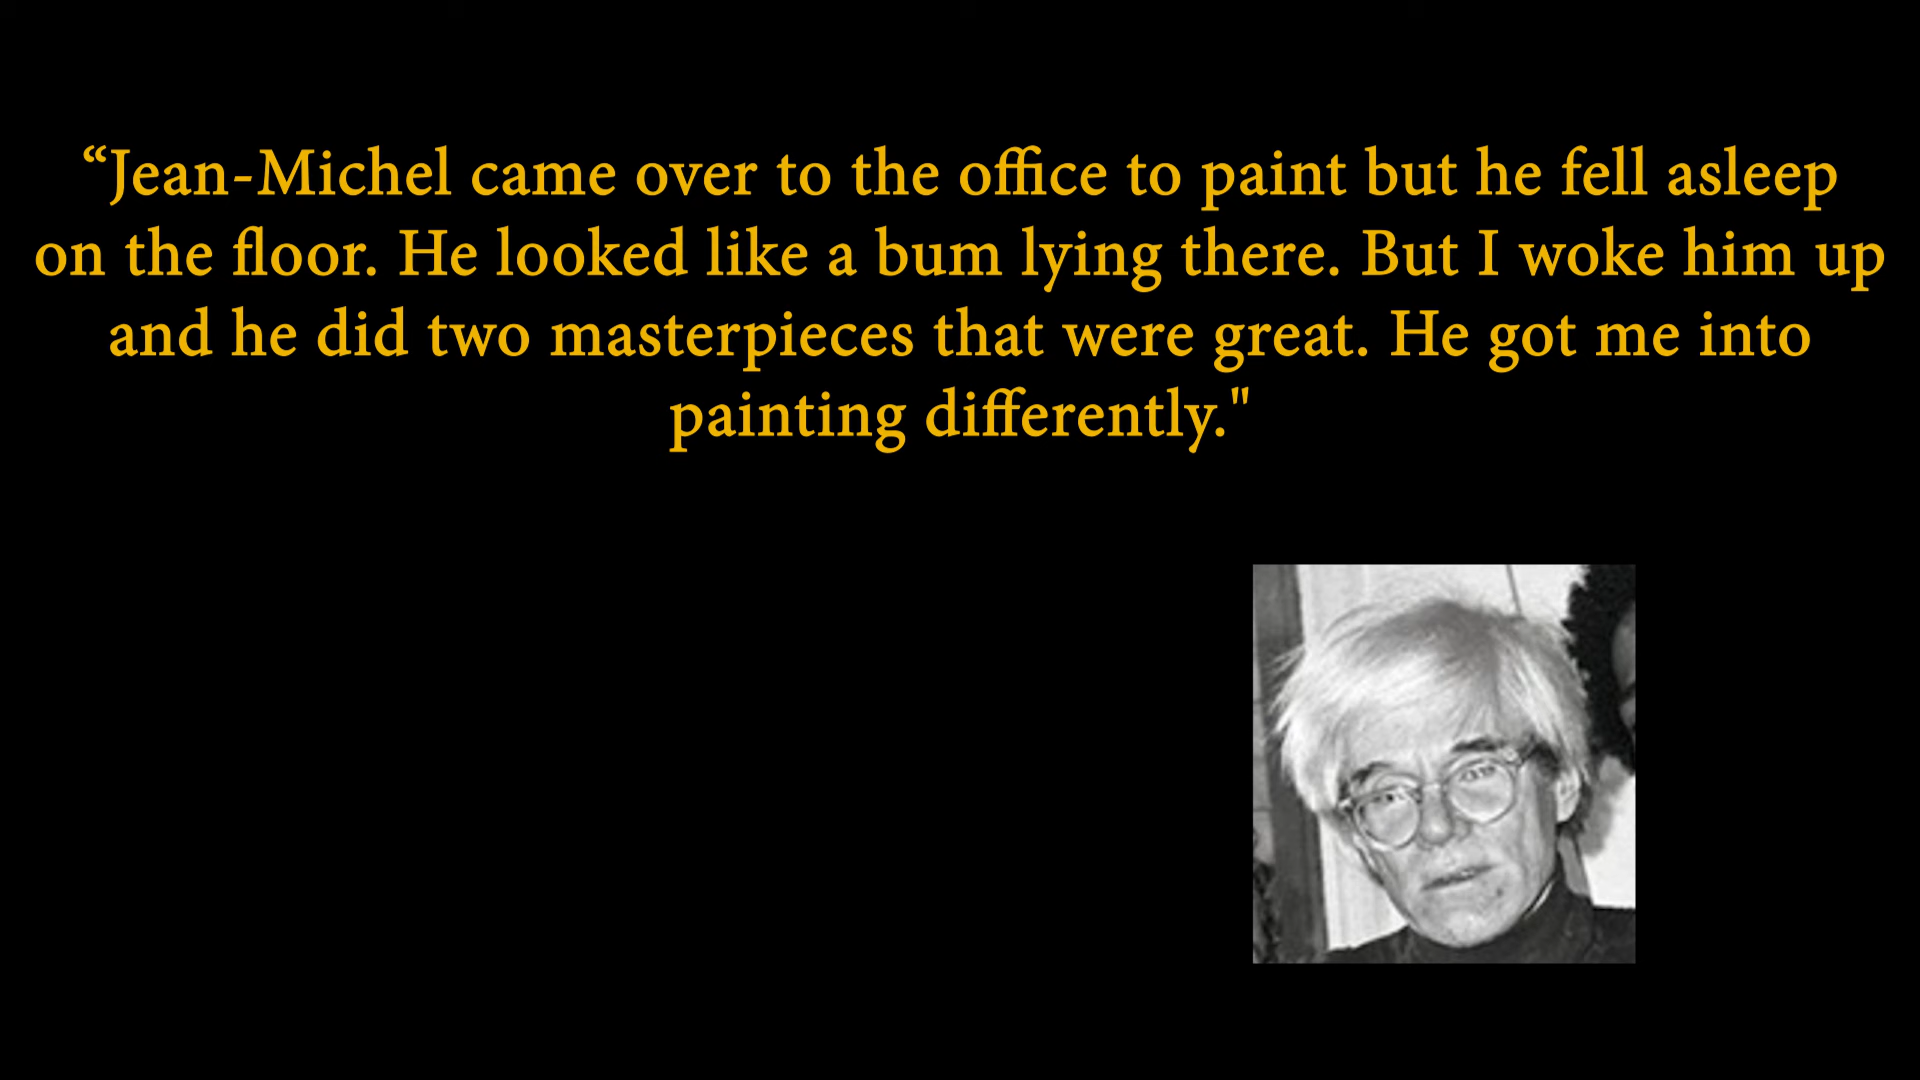 “Jean-Michel came over to the office to paint but he fell asleep
on the floor. He looked like a bum lying there. But I woke him up
and he did two masterpieces that were great. He got me into
painting differently."